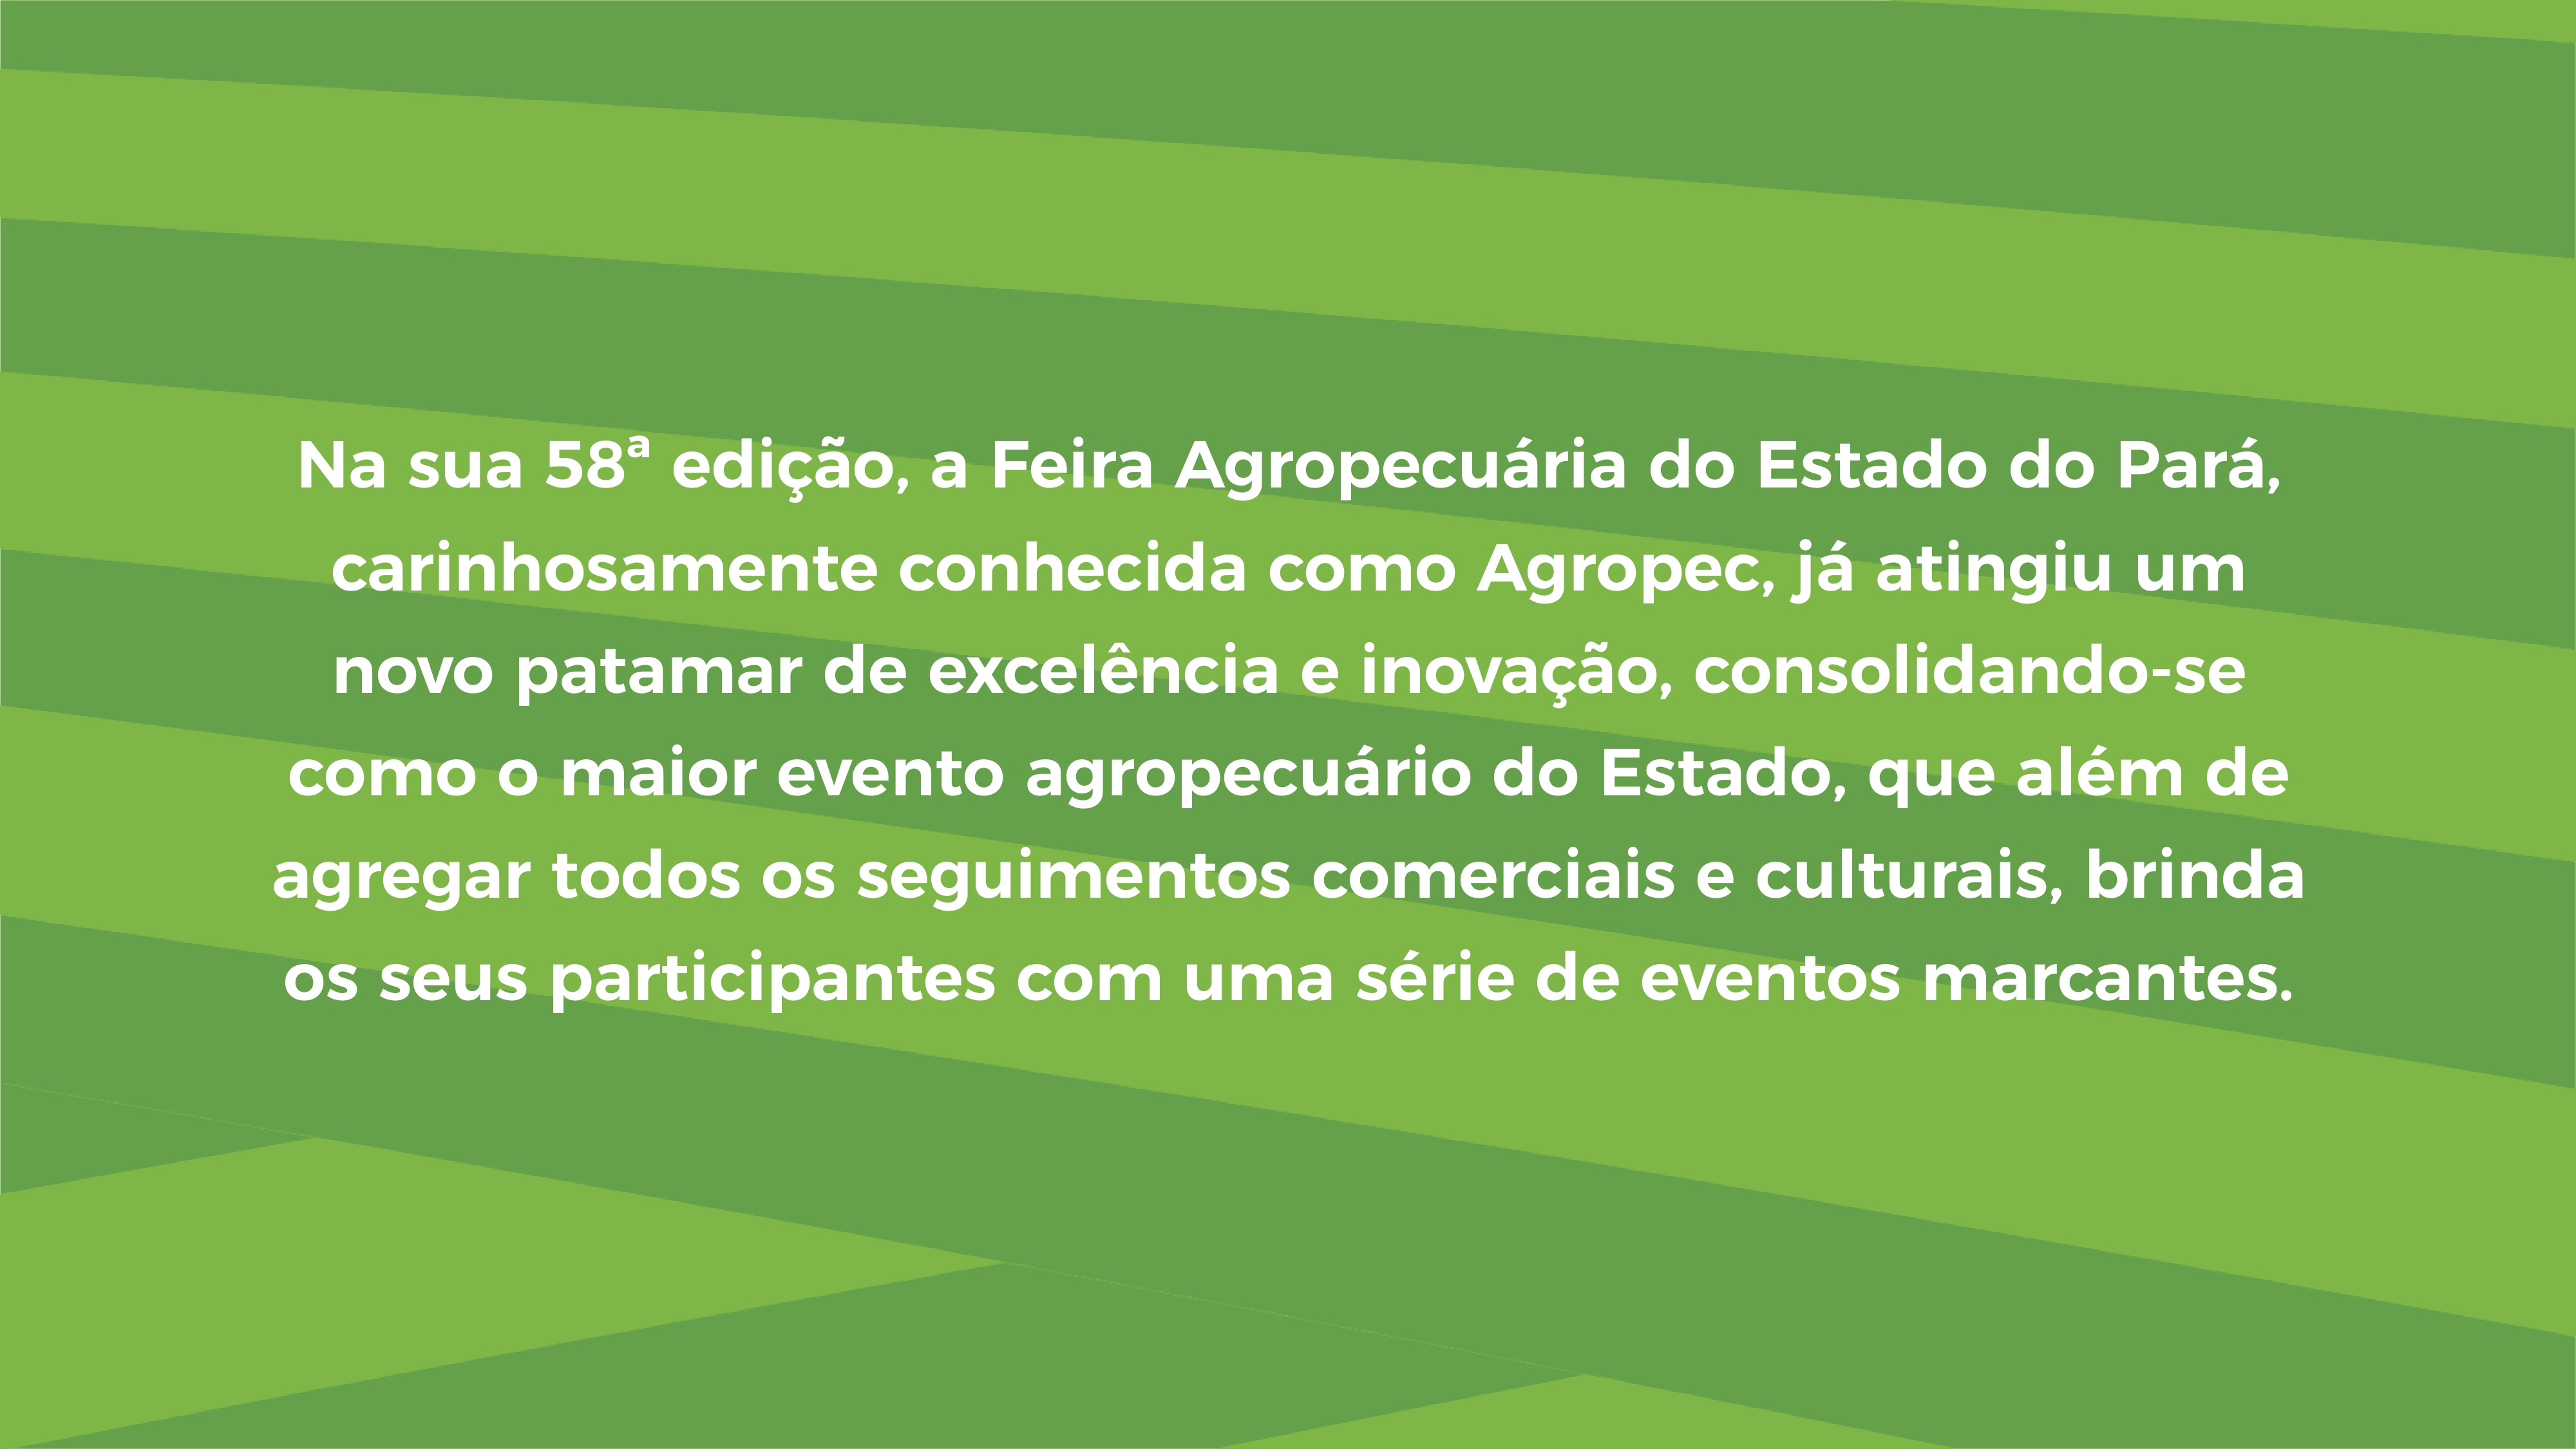 Na sua 58ª edição, a Feira Agropecuária do Estado do Pará,
carinhosamente conhecida como Agropec, já atingiu um
novo patamar de excelência e inovação, consolidando-se
como o maior evento agropecuário do Estado, que além de
agregar todos os seguimentos comerciais e culturais, brinda
os seus participantes com uma série de eventos marcantes.